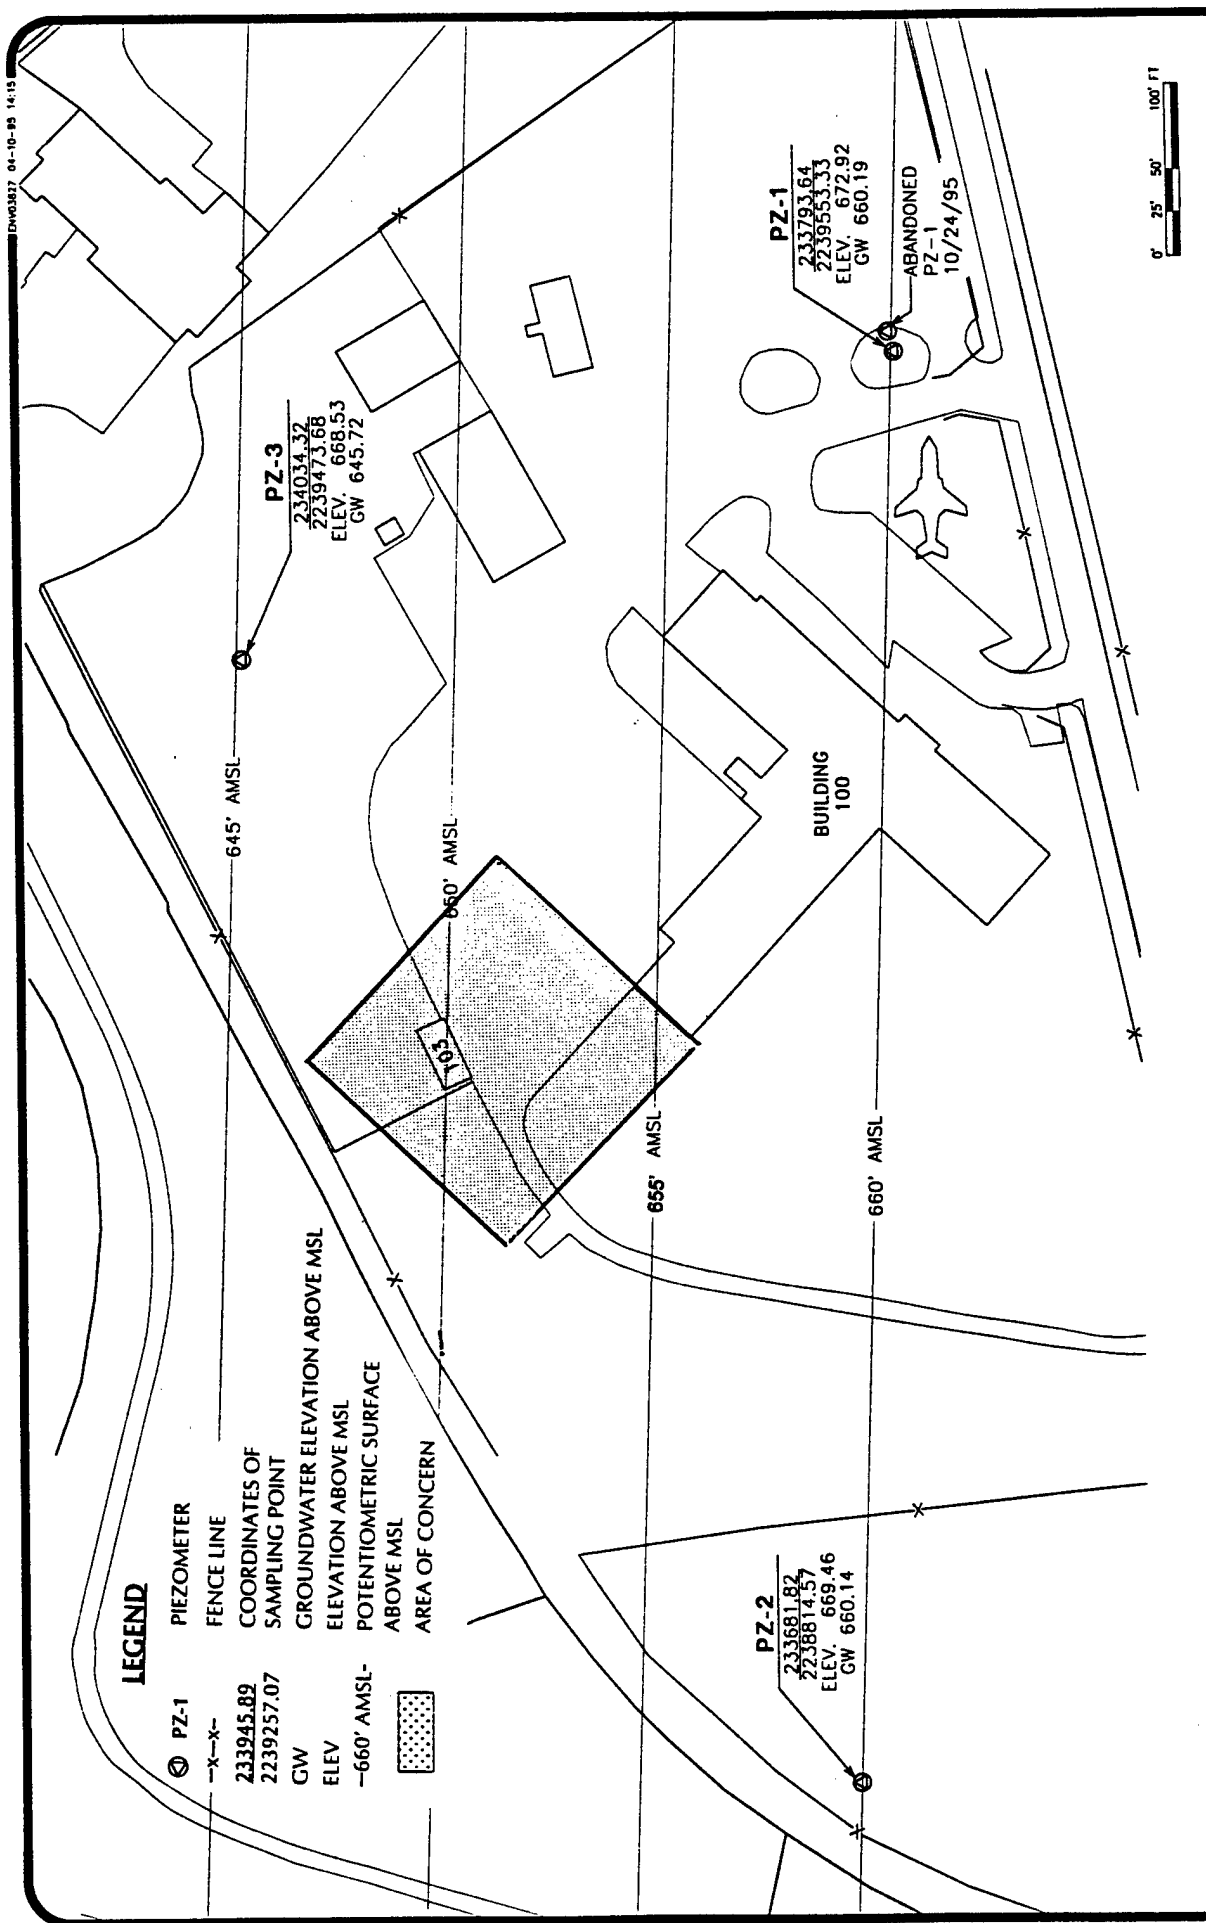 ENV03827 04-10-95 14:15
LEGEND
PZ-1 PIEZOMETER
—X—X— FENCE LINE
233945.89 COORDINATES OF
2239257.07 SAMPLING POINT
GW GROUNDWATER ELEVATION ABOVE MSL
ELEV ELEVATION ABOVE MSL
—660' AMSL- POTENTIOMETRIC SURFACE
ABOVE MSL
AREA OF CONCERN
PZ-3
234034.32
2239473.68
ELEV. 668.53
GW 645.72
PZ-1
233793.64
2239553.33
ELEV. 672.92
GW 660.19
ABANDONED
PZ-1
10/24/95
PZ-2
233681.82
2238814.57
ELEV. 669.46
GW 660.14
645' AMSL
650' AMSL
655' AMSL
660' AMSL
103
BUILDING
100
0' 25' 50' 100' FT